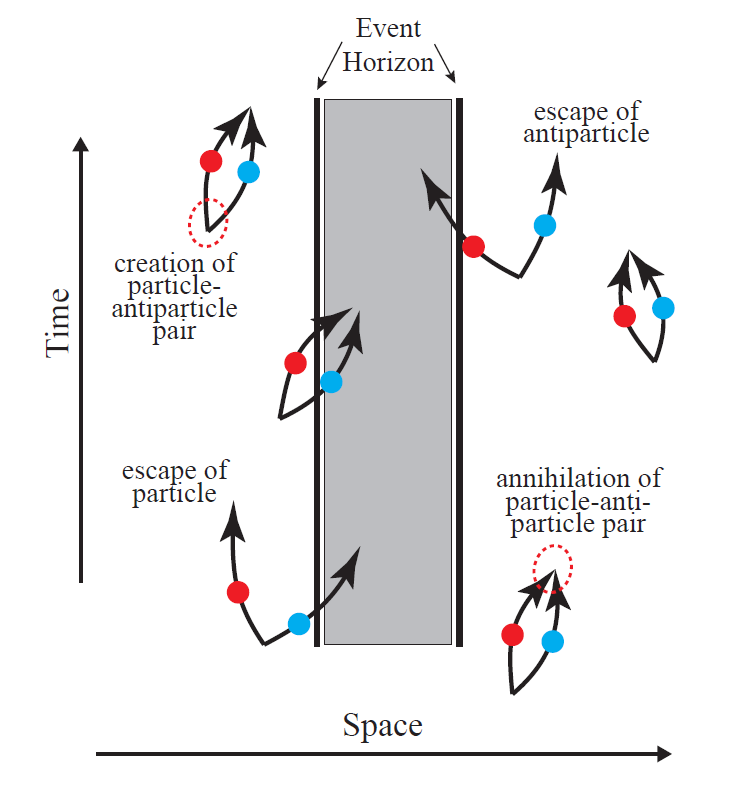 Event
Horizon
escape of
antiparticle
creation of
particle-
antiparticle
pair
Time
escape of
particle
annihilation of
particle-anti-
particle pair
Space